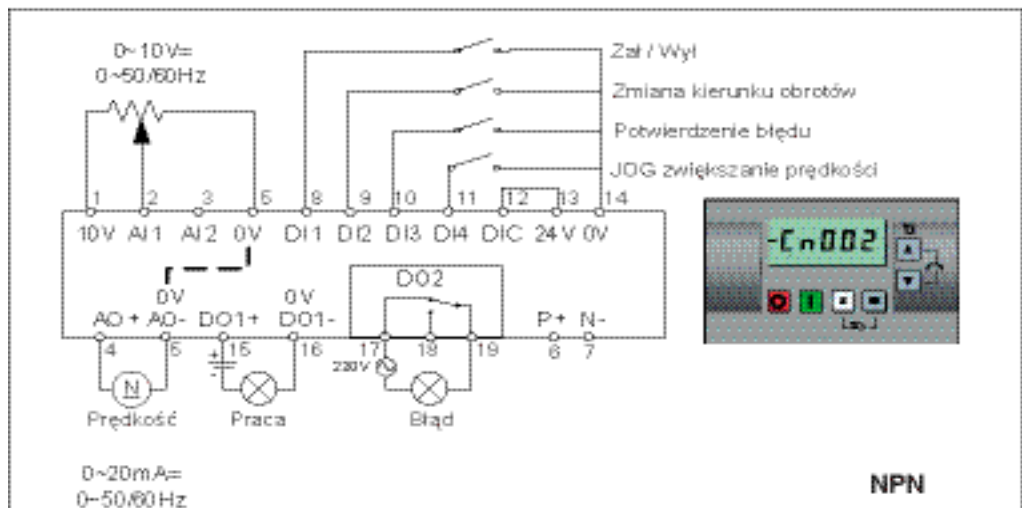 0~10V=
0~50/60Hz
Zał / Wył
Zmiana kierunku obrotów
Potwierdzenie błędu
JOG zwiększanie prędkości
1 2 3 5 8 9 10 11 12 13 14
10V AI1 AI2 0V DI1 DI2 DI3 DI4 DIC 24V 0V
-Cn002
DO2
0V 0V
AO+ AO- DO1+ DO1- P+ N-
4 5 15 16 17 18 19 6 7
220V
N
Prędkość Praca Błąd
0~20mA=
0~50/60Hz
NPN